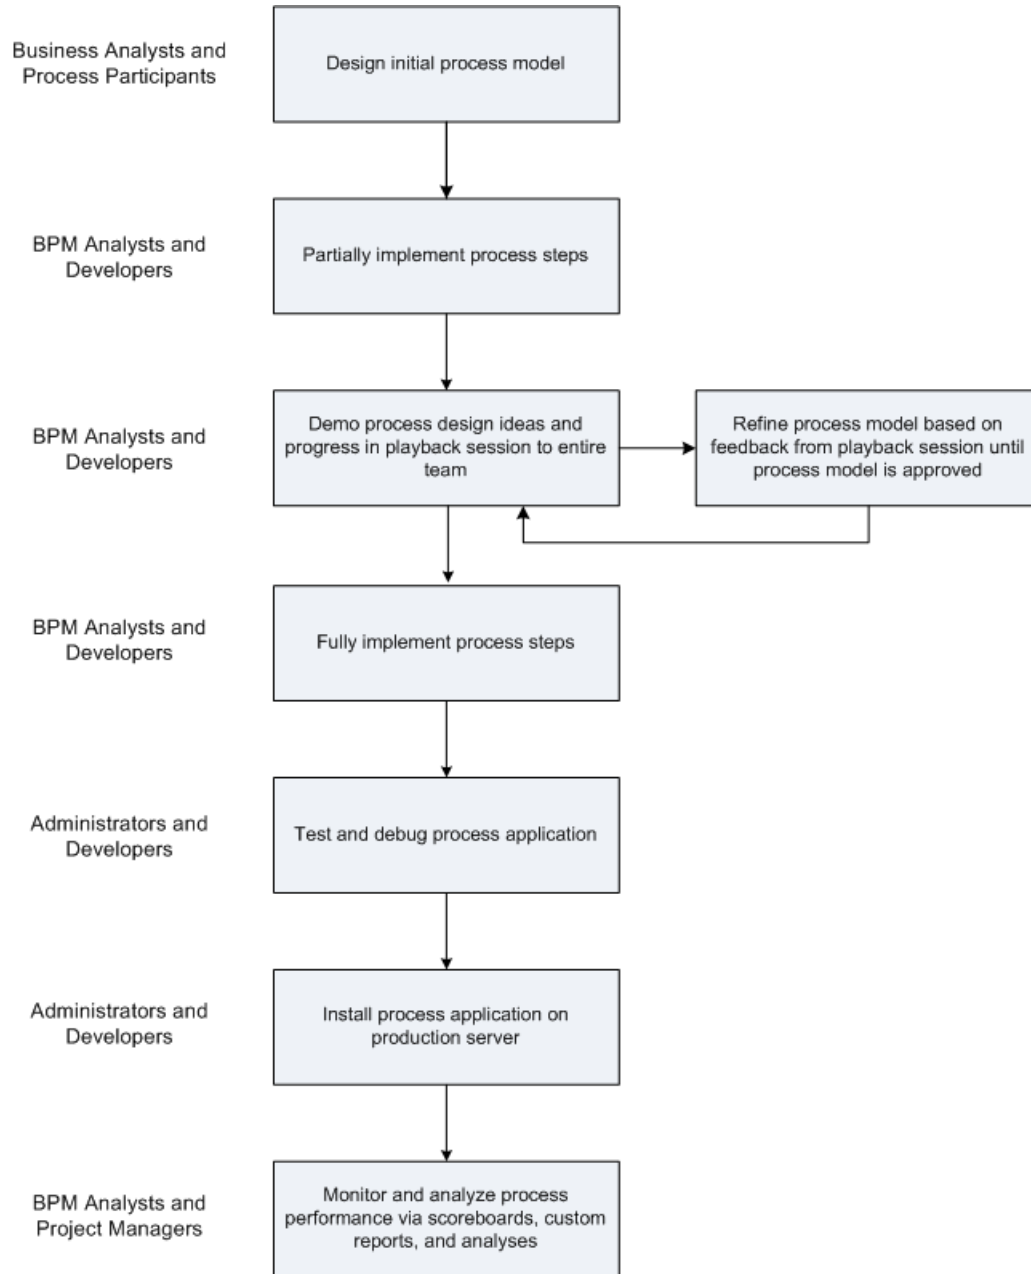 Business Analysts and
Process Participants
Design initial process model
BPM Analysts and
Developers
Partially implement process steps
BPM Analysts and
Developers
Demo process design ideas and
progress in playback session to entire
team
Refine process model based on
feedback from playback session until
process model is approved
BPM Analysts and
Developers
Fully implement process steps
Administrators and
Developers
Test and debug process application
Administrators and
Developers
Install process application on
production server
BPM Analysts and
Project Managers
Monitor and analyze process
performance via scoreboards, custom
reports, and analyses